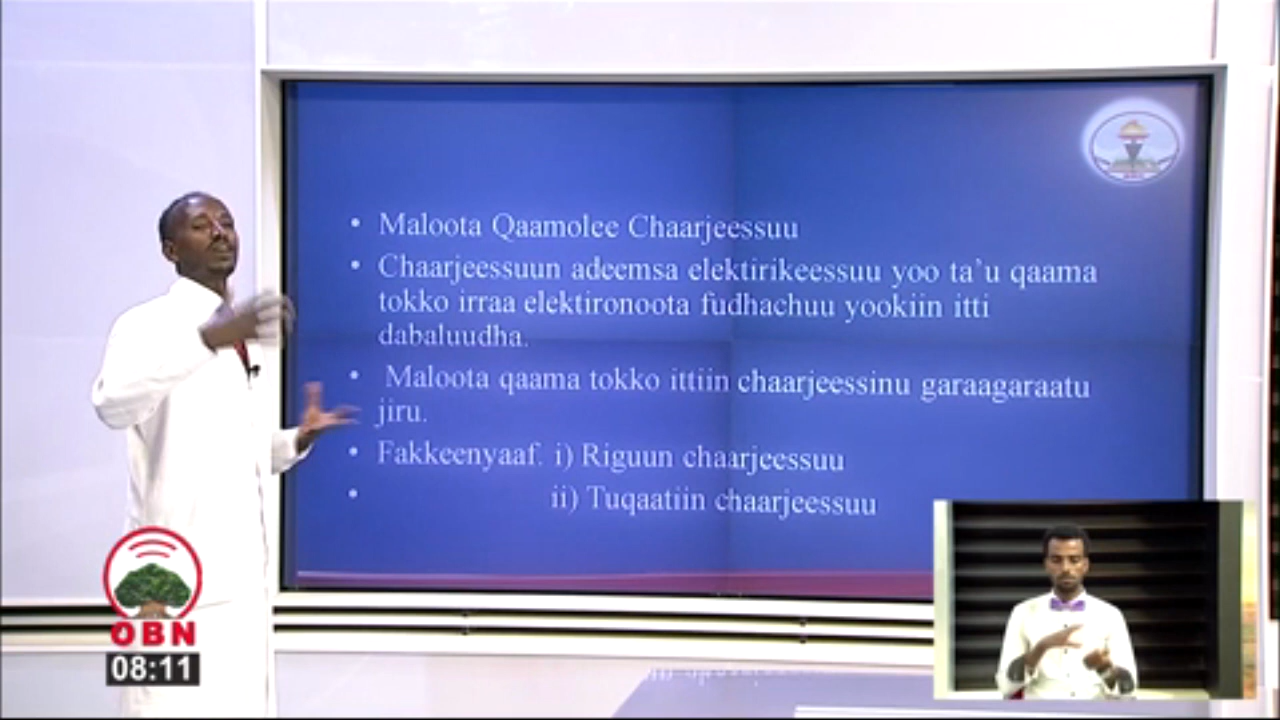 • Maloota Qaamolee Chaarjeessuu
• Chaarjeessuun adeemsa elektirikeessuu yoo ta’u qaama
tokko irraa elektironoota fudhachuu yookiin itti
dabaluudha.
• Maloota qaama tokko ittiin chaarjeessinu garaagaraatu
jiru.
• Fakkeenyaaf. i) Riguun chaarjeessuu
• ii) Tuqaatiin chaarjeessuu
OBN
08:11